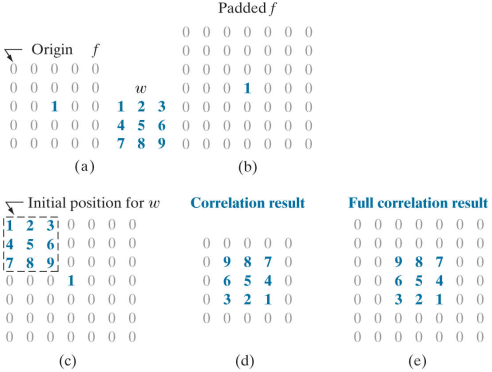 Origin f
0 0 0 0 0
0 0 0 0 0
0 0 1 0 0
0 0 0 0 0
0 0 0 0 0
(a)
w
1 2 3
4 5 6
7 8 9
Padded f
0 0 0 0 0 0 0
0 0 0 0 0 0 0
0 0 0 0 0 0 0
0 0 0 1 0 0 0
0 0 0 0 0 0 0
0 0 0 0 0 0 0
0 0 0 0 0 0 0
(b)
Initial position for w
1 2 3 0 0 0 0
4 5 6 0 0 0 0
7 8 9 0 0 0 0
0 0 0 1 0 0 0
0 0 0 0 0 0 0
0 0 0 0 0 0 0
0 0 0 0 0 0 0
(c)
Correlation result
0 0 0 0 0
0 9 8 7 0
0 6 5 4 0
0 3 2 1 0
0 0 0 0 0
(d)
Full correlation result
0 0 0 0 0 0 0
0 0 0 0 0 0 0
0 0 9 8 7 0 0
0 0 6 5 4 0 0
0 0 3 2 1 0 0
0 0 0 0 0 0 0
0 0 0 0 0 0 0
(e)